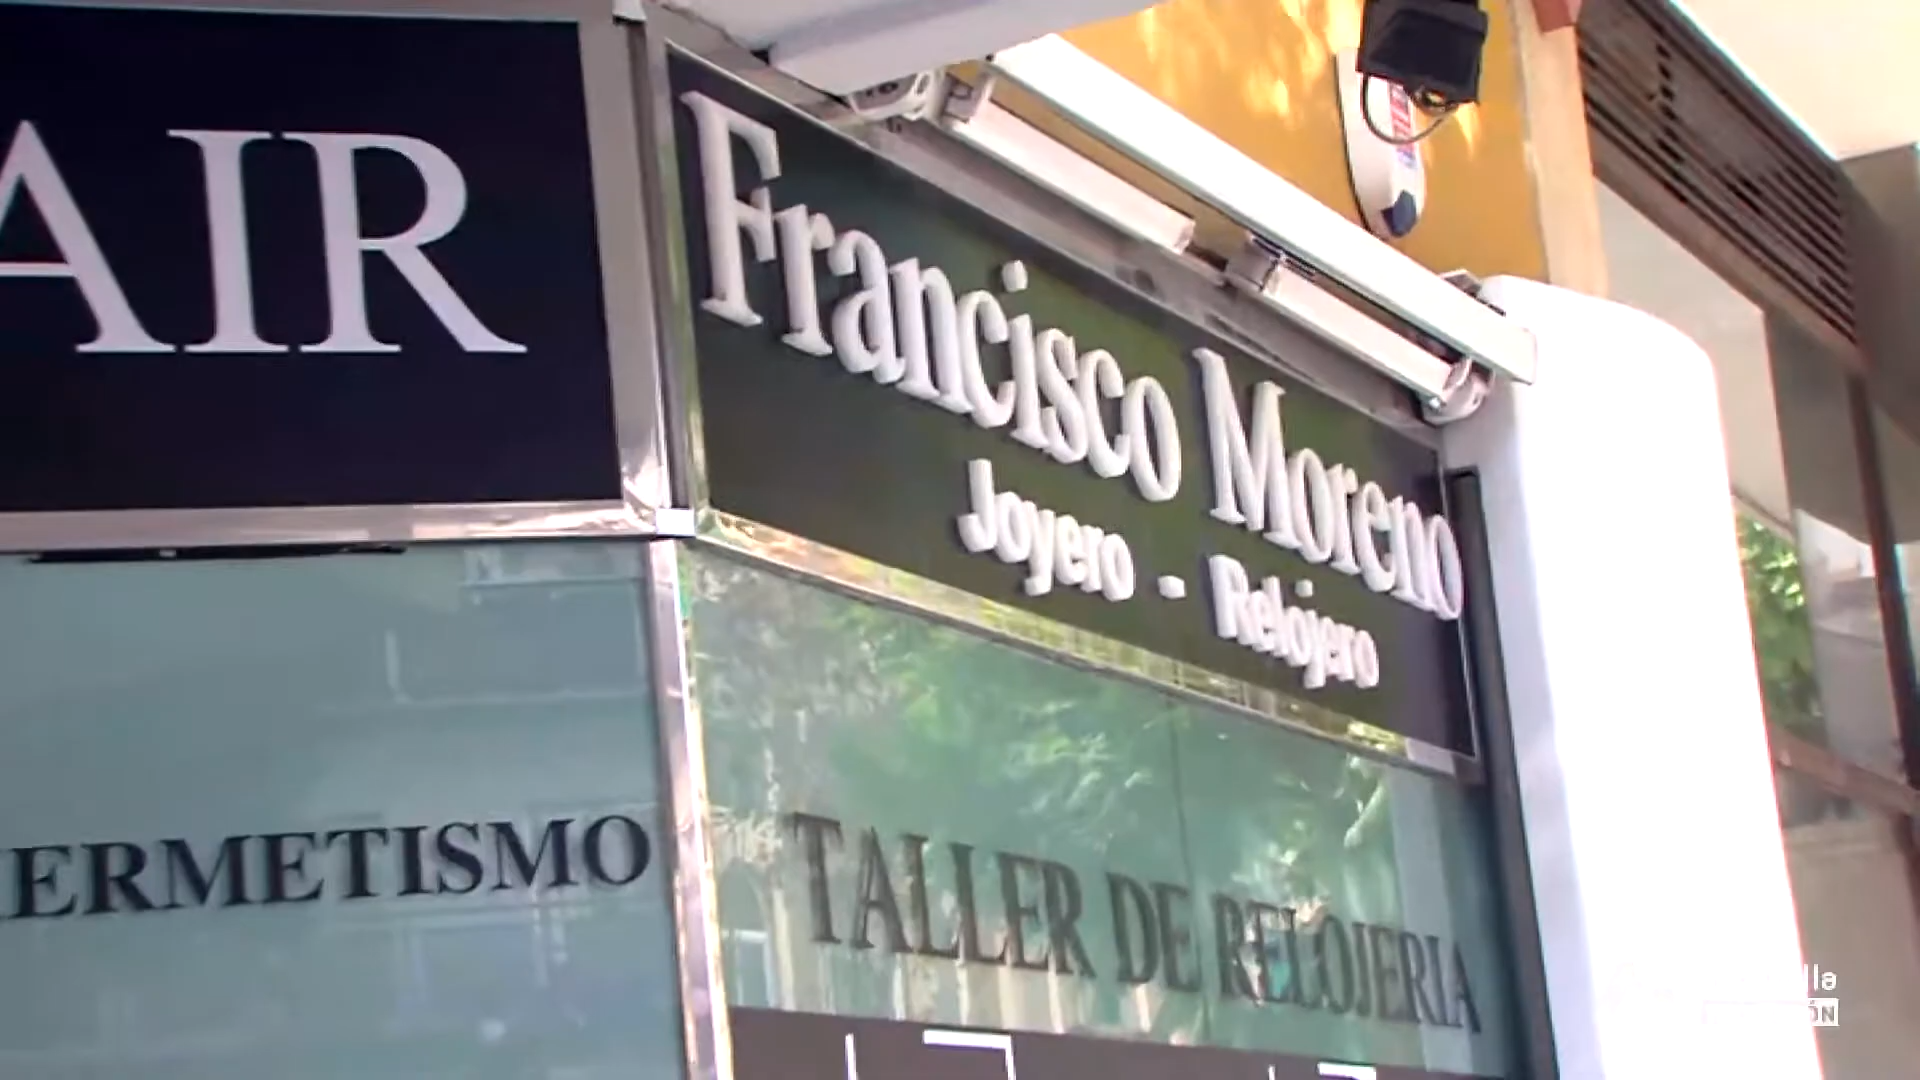 AIR
Francisco Moreno
Joyero - Relojero
ERMETISMO
TALLER DE RELOJERIA